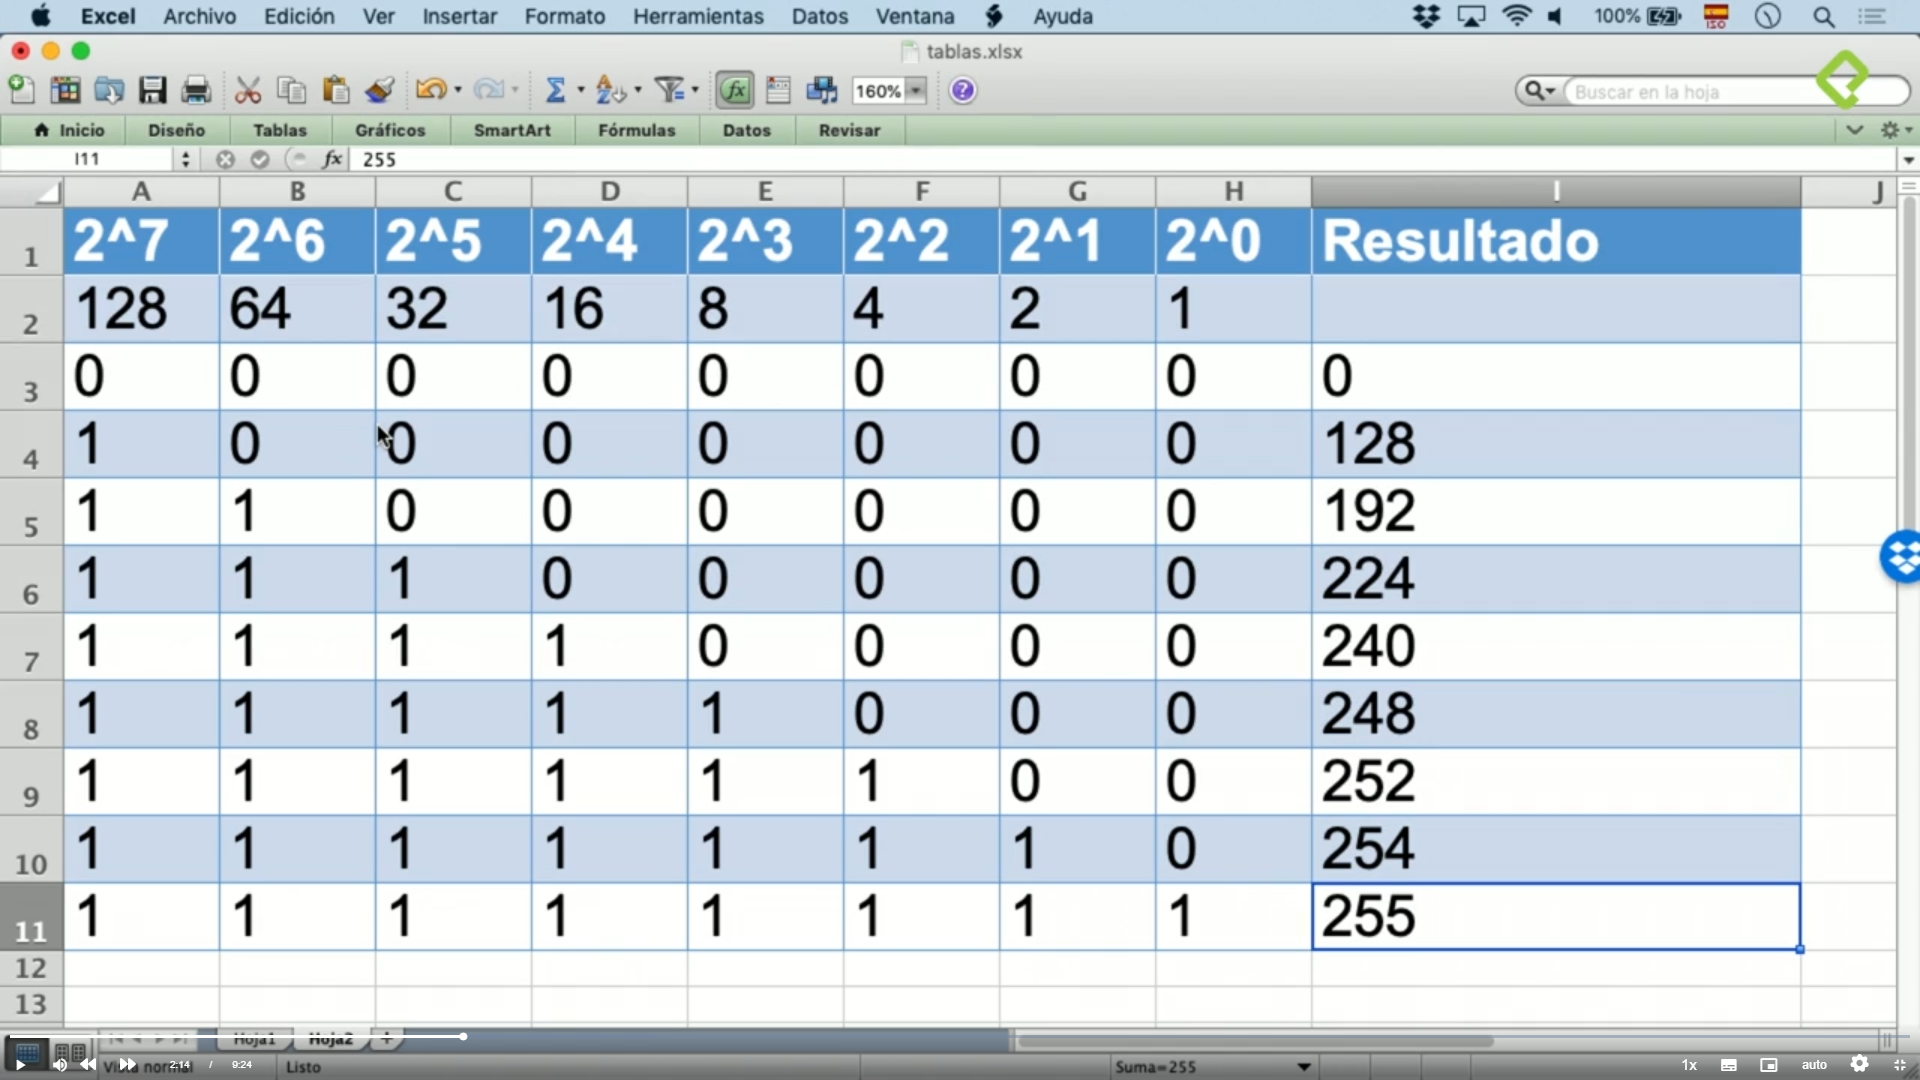 Excel Archivo Edición Ver Insertar Formato Herramientas Datos Ventana Ayuda 100% ISO
tablas.xlsx
160% Buscar en la hoja
Inicio Diseño Tablas Gráficos SmartArt Fórmulas Datos Revisar
I11 fx 255
A B C D E F G H I J
1 2^7 2^6 2^5 2^4 2^3 2^2 2^1 2^0 Resultado
2 128 64 32 16 8 4 2 1
3 0 0 0 0 0 0 0 0 0
4 1 0 0 0 0 0 0 0 128
5 1 1 0 0 0 0 0 0 192
6 1 1 1 0 0 0 0 0 224
7 1 1 1 1 0 0 0 0 240
8 1 1 1 1 1 0 0 0 248
9 1 1 1 1 1 1 0 0 252
10 1 1 1 1 1 1 1 0 254
11 1 1 1 1 1 1 1 1 255
12
13
Hoja1 Hoja2 +
2:14 / 9:24 Vista normal Listo Suma=255 1x auto